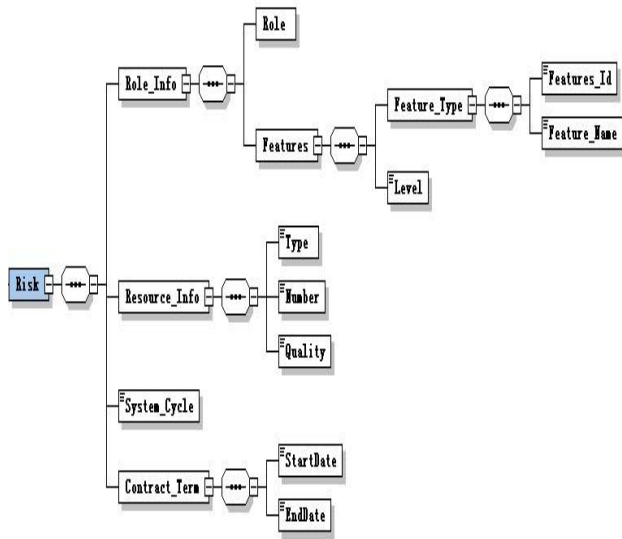 Role
Role_Info
Features_Id
Feature_Type
Feature_Name
Features
Level
Type
Risk
Resource_Info
Number
Quality
System_Cycle
StartDate
Contract_Term
EndDate